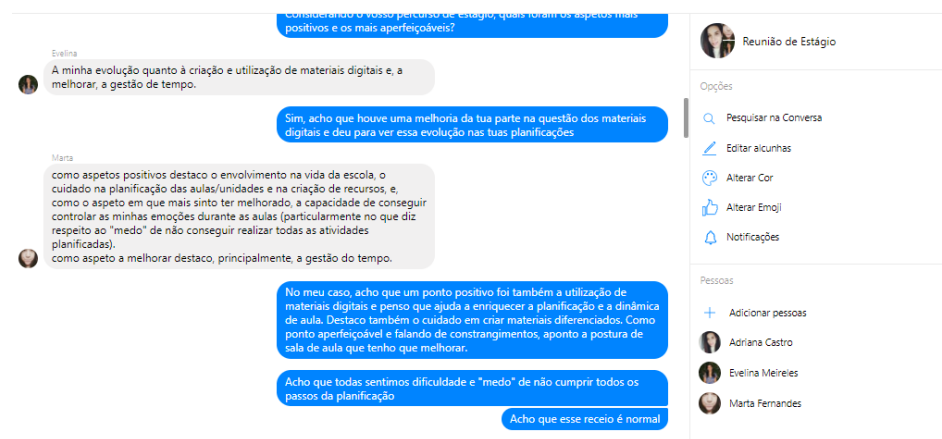 Considerando o vosso percurso de estágio, quais foram os aspetos mais
positivos e os mais aperfeiçoáveis?
Evelina
A minha evolução quanto à criação e utilização de materiais digitais e, a
melhorar, a gestão de tempo.
Sim, acho que houve uma melhoria da tua parte na questão dos materiais
digitais e deu para ver essa evolução nas tuas planificações
Marta
como aspetos positivos destaco o envolvimento na vida da escola, o
cuidado na planificação das aulas/unidades e na criação de recursos, e,
como o aspeto em que mais sinto ter melhorado, a capacidade de conseguir
controlar as minhas emoções durante as aulas (particularmente no que diz
respeito ao "medo" de não conseguir realizar todas as atividades
planificadas).
como aspeto a melhorar destaco, principalmente, a gestão do tempo.
No meu caso, acho que um ponto positivo foi também a utilização de
materiais digitais e penso que ajuda a enriquecer a planificação e a dinâmica
de aula. Destaco também o cuidado em criar materiais diferenciados. Como
ponto aperfeiçoável e falando de constrangimentos, aponto a postura de
sala de aula que tenho que melhorar.
Acho que todas sentimos dificuldade e "medo" de não cumprir todos os
passos da planificação
Acho que esse receio é normal
Reunião de Estágio
Opções
Pesquisar na Conversa
Editar alcunhas
Alterar Cor
Alterar Emoji
Notificações
Pessoas
Adicionar pessoas
Adriana Castro
Evelina Meireles
Marta Fernandes